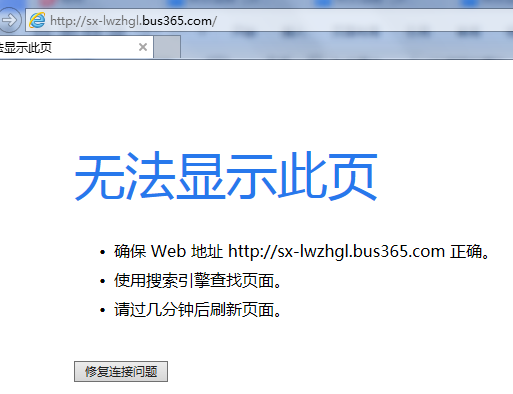 http://sx-lwzhgl.bus365.com/
法显示此页
无法显示此页
• 确保 Web 地址 http://sx-lwzhgl.bus365.com 正确。
• 使用搜索引擎查找页面。
• 请过几分钟后刷新页面。
修复连接问题